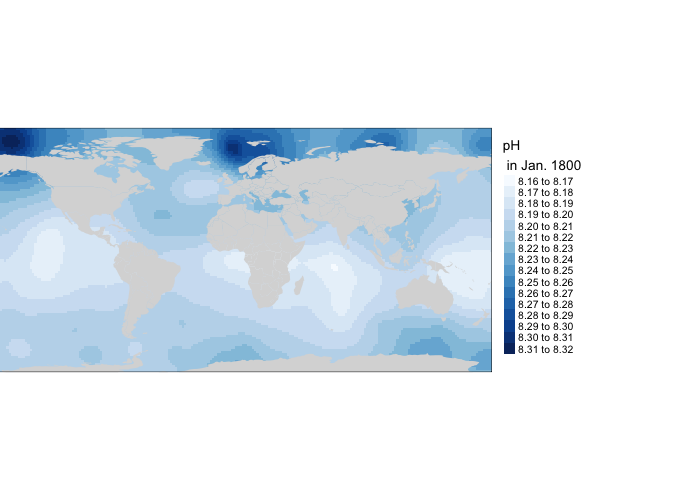 pH
in Jan. 1800
8.16 to 8.17
8.17 to 8.18
8.18 to 8.19
8.19 to 8.20
8.20 to 8.21
8.21 to 8.22
8.22 to 8.23
8.23 to 8.24
8.24 to 8.25
8.25 to 8.26
8.26 to 8.27
8.27 to 8.28
8.28 to 8.29
8.29 to 8.30
8.30 to 8.31
8.31 to 8.32